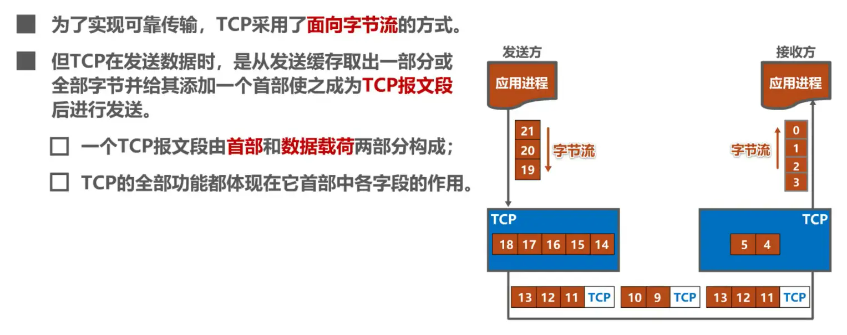 为了实现可靠传输，TCP采用了面向字节流的方式。
但TCP在发送数据时，是从发送缓存取出一部分或
全部字节并给其添加一个首部使之成为TCP报文段
后进行发送。
一个TCP报文段由首部和数据载荷两部分构成；
TCP的全部功能都体现在它首部中各字段的作用。
发送方
接收方
应用进程
应用进程
21
20
19
字节流
字节流
0
1
2
3
TCP
18 17 16 15 14
TCP
5 4
13 12 11 TCP
10 9 TCP
13 12 11 TCP